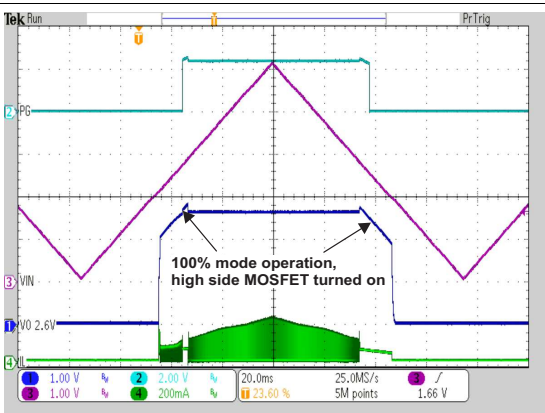 Tek Run
PrTrig
T
T
2 PG
100% mode operation,
high side MOSFET turned on
3 VIN
1 VO 2.6V
4 IL
1 1.00 V 2 2.00 V 20.0ms 25.0MS/s 3
3 1.00 V 4 200mA T 23.60 % 5M points 1.66 V